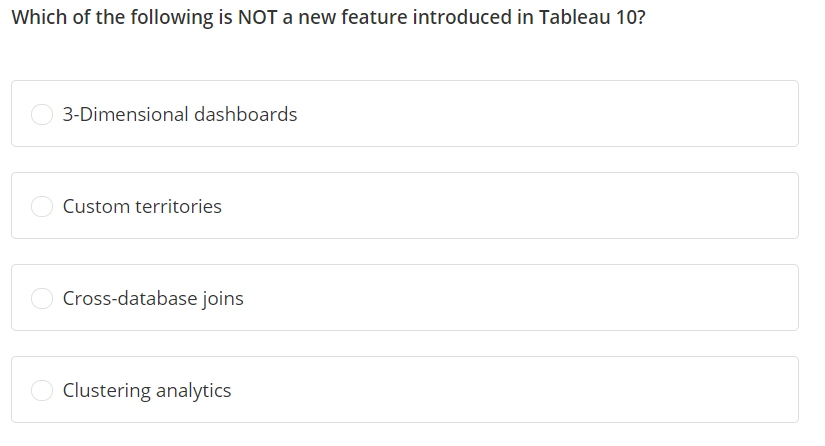 Which of the following is NOT a new feature introduced in Tableau 10?
3-Dimensional dashboards
Custom territories
Cross-database joins
Clustering analytics